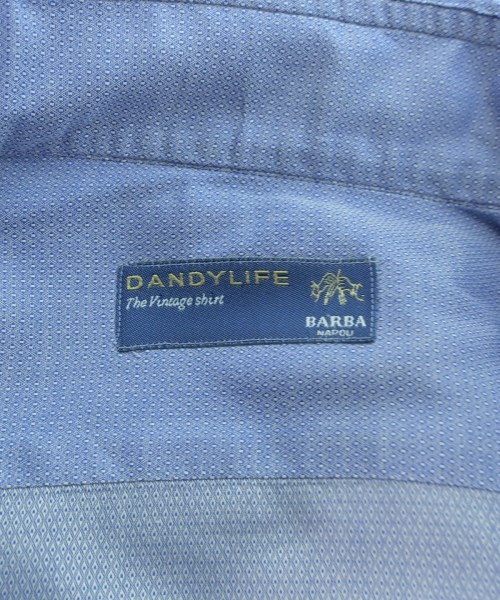 DANDYLIFE
The Vintage shirt
BARBA
NAPOLI